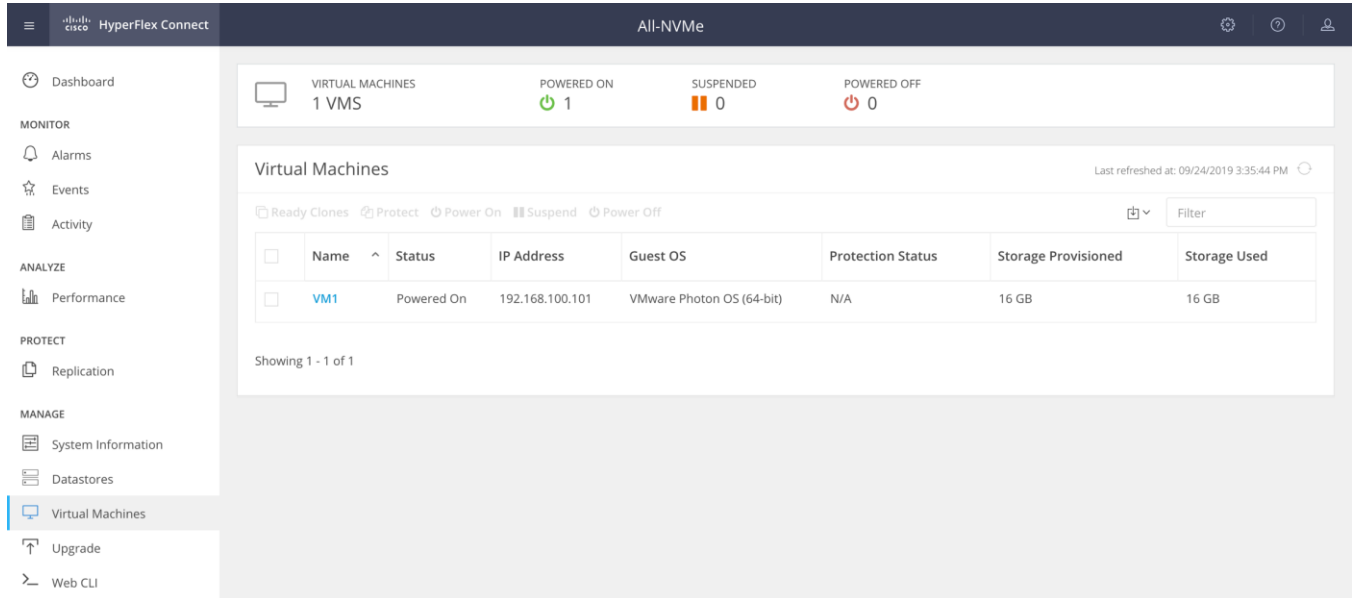 cisco HyperFlex Connect All-NVMe
Dashboard
MONITOR
Alarms
Events
Activity
ANALYZE
Performance
PROTECT
Replication
MANAGE
System Information
Datastores
Virtual Machines
Upgrade
Web CLI
VIRTUAL MACHINES POWERED ON SUSPENDED POWERED OFF
1 VMS 1 0 0
Virtual Machines Last refreshed at: 09/24/2019 3:35:44 PM
Ready Clones Protect Power On Suspend Power Off Filter
Name Status IP Address Guest OS Protection Status Storage Provisioned Storage Used
VM1 Powered On 192.168.100.101 VMware Photon OS (64-bit) N/A 16 GB 16 GB
Showing 1 - 1 of 1